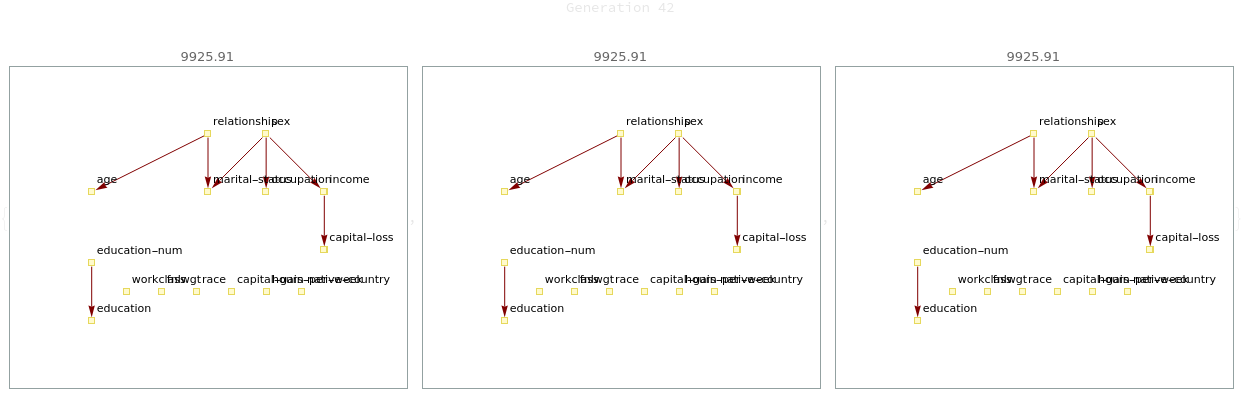 Generation 42
9925.91 9925.91 9925.91
relationship sex relationship sex relationship sex
age marital-status occupation income age marital-status occupation income age marital-status occupation income
capital-loss capital-loss capital-loss
education-num education-num education-num
workclass fnlwgt race capital-gain hours-per-week native-country workclass fnlwgt race capital-gain hours-per-week native-country workclass fnlwgt race capital-gain hours-per-week native-country
education education education